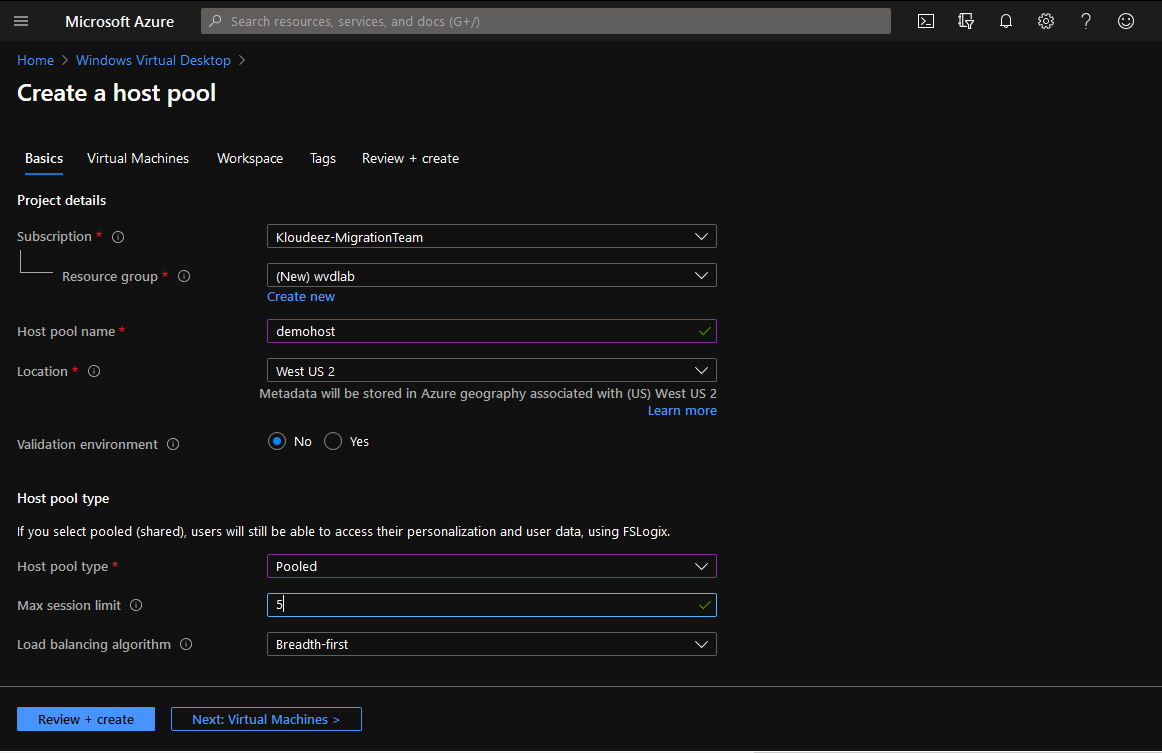 Microsoft Azure
Search resources, services, and docs (G+/)
Home > Windows Virtual Desktop >
Create a host pool
Basics Virtual Machines Workspace Tags Review + create
Project details
Subscription * Kloudeez-MigrationTeam
Resource group * (New) wvdlab
Create new
Host pool name * demohost
Location * West US 2
Metadata will be stored in Azure geography associated with (US) West US 2
Learn more
Validation environment No Yes
Host pool type
If you select pooled (shared), users will still be able to access their personalization and user data, using FSLogix.
Host pool type * Pooled
Max session limit 5
Load balancing algorithm Breadth-first
Review + create Next: Virtual Machines >